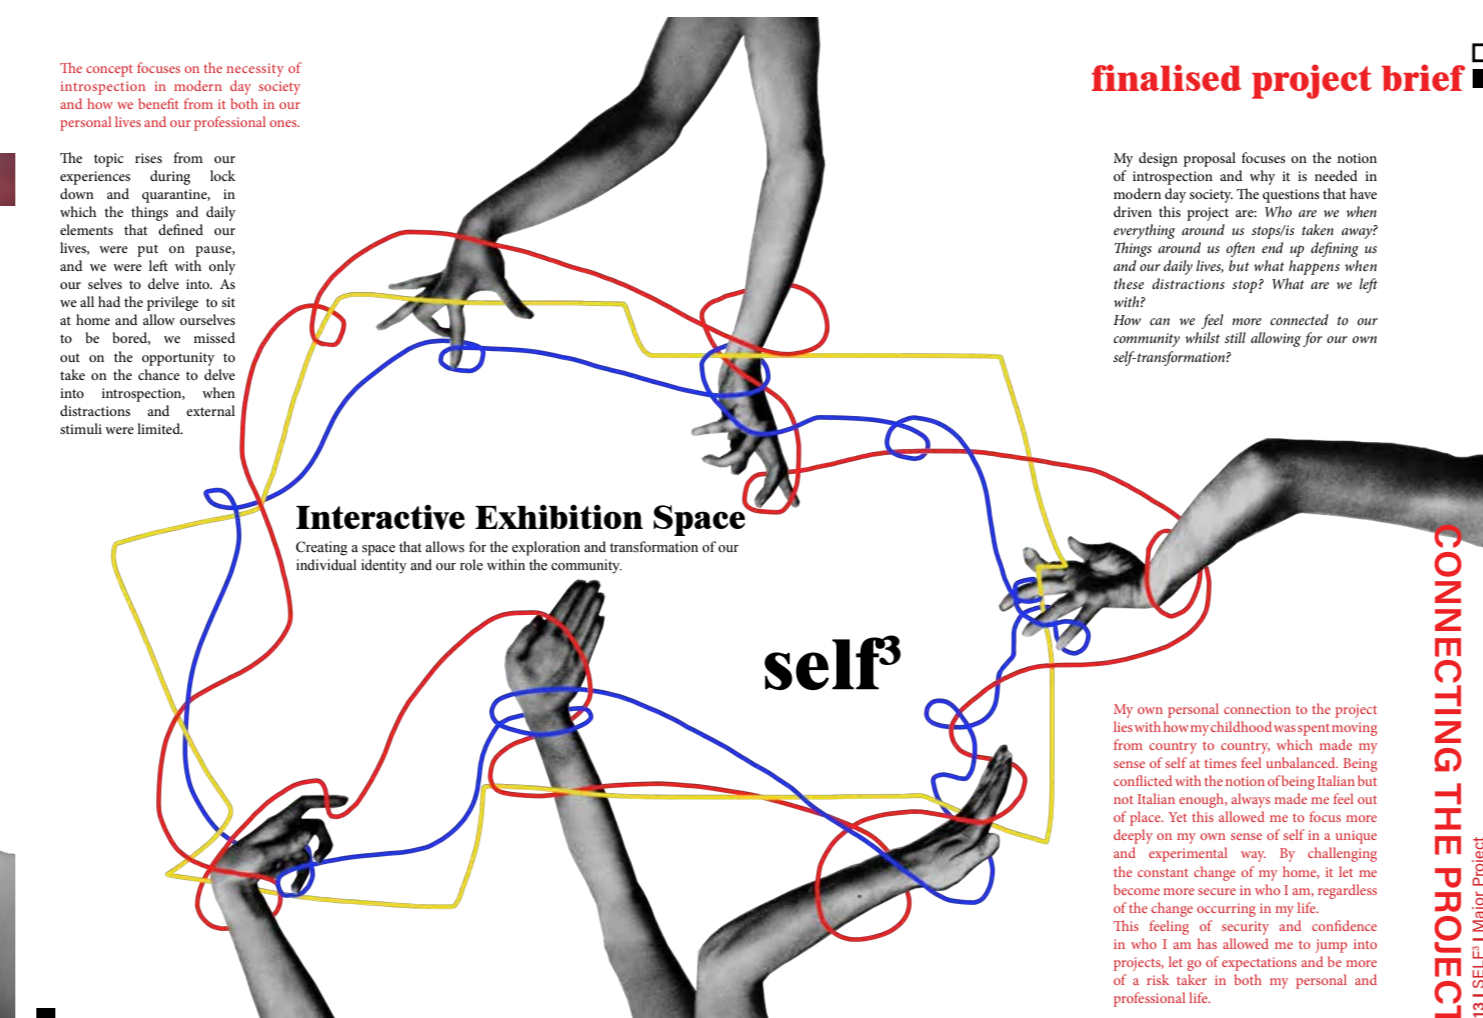 The concept focuses on the necessity of
introspection in modern day society
and how we benefit from it both in our
personal lives and our professional ones.
The topic rises from our
experiences during lock
down and quarantine, in
which the things and daily
elements that defined our
lives, were put on pause,
and we were left with only
our selves to delve into. As
we all had the privilege to sit
at home and allow ourselves
to be bored, we missed
out on the opportunity to
take on the chance to delve
into introspection, when
distractions and external
stimuli were limited.
Interactive Exhibition Space
Creating a space that allows for the exploration and transformation of our
individual identity and our role within the community.
self³
finalised project brief
My design proposal focuses on the notion
of introspection and why it is needed in
modern day society. The questions that have
driven this project are: Who are we when
everything around us stops/is taken away?
Things around us often end up defining us
and our daily lives, but what happens when
these distractions stop? What are we left
with?
How can we feel more connected to our
community whilst still allowing for our own
self-transformation?
My own personal connection to the project
lies with how my childhood was spent moving
from country to country, which made my
sense of self at times feel unbalanced. Being
conflicted with the notion of being Italian but
not Italian enough, always made me feel out
of place. Yet this allowed me to focus more
deeply on my own sense of self in a unique
and experimental way. By challenging
the constant change of my home, it let me
become more secure in who I am, regardless
of the change occurring in my life.
This feeling of security and confidence
in who I am has allowed me to jump into
projects, let go of expectations and be more
of a risk taker in both my personal and
professional life.
CONNECTING THE PROJECT
13 I SELF³ I Major Project